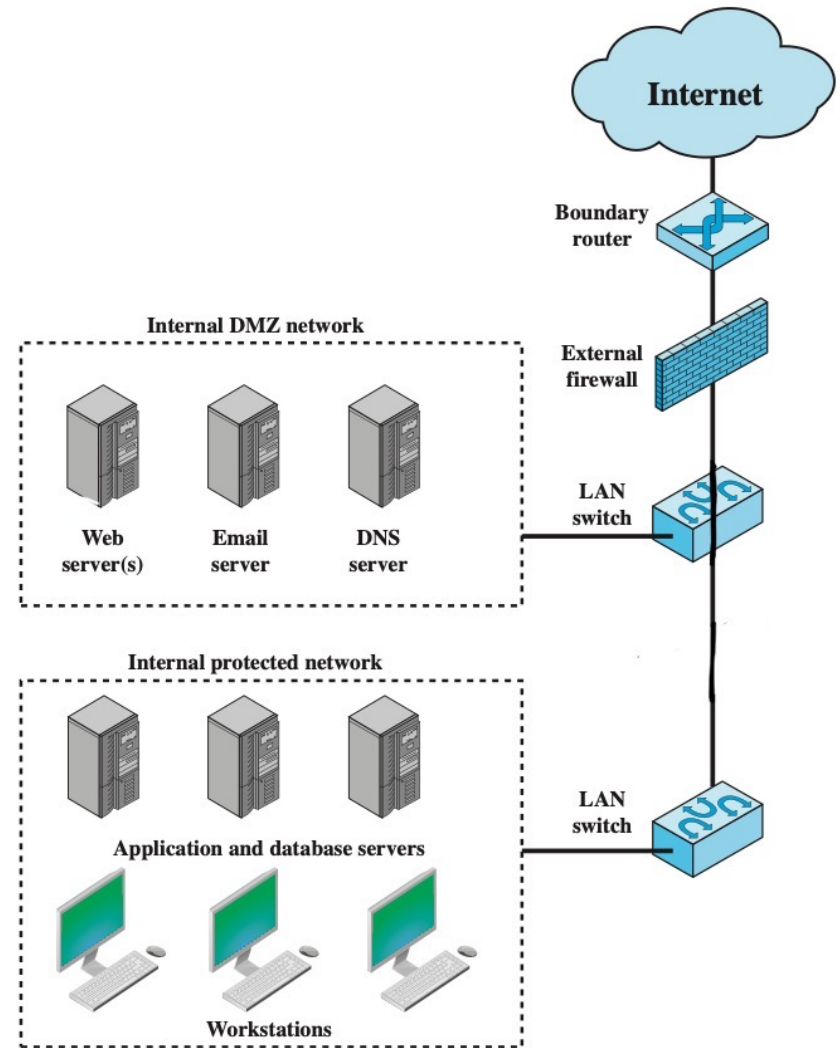 Internet
Boundary
router
Internal DMZ network
External
firewall
LAN
switch
Web
server(s)
Email
server
DNS
server
Internal protected network
LAN
switch
Application and database servers
Workstations